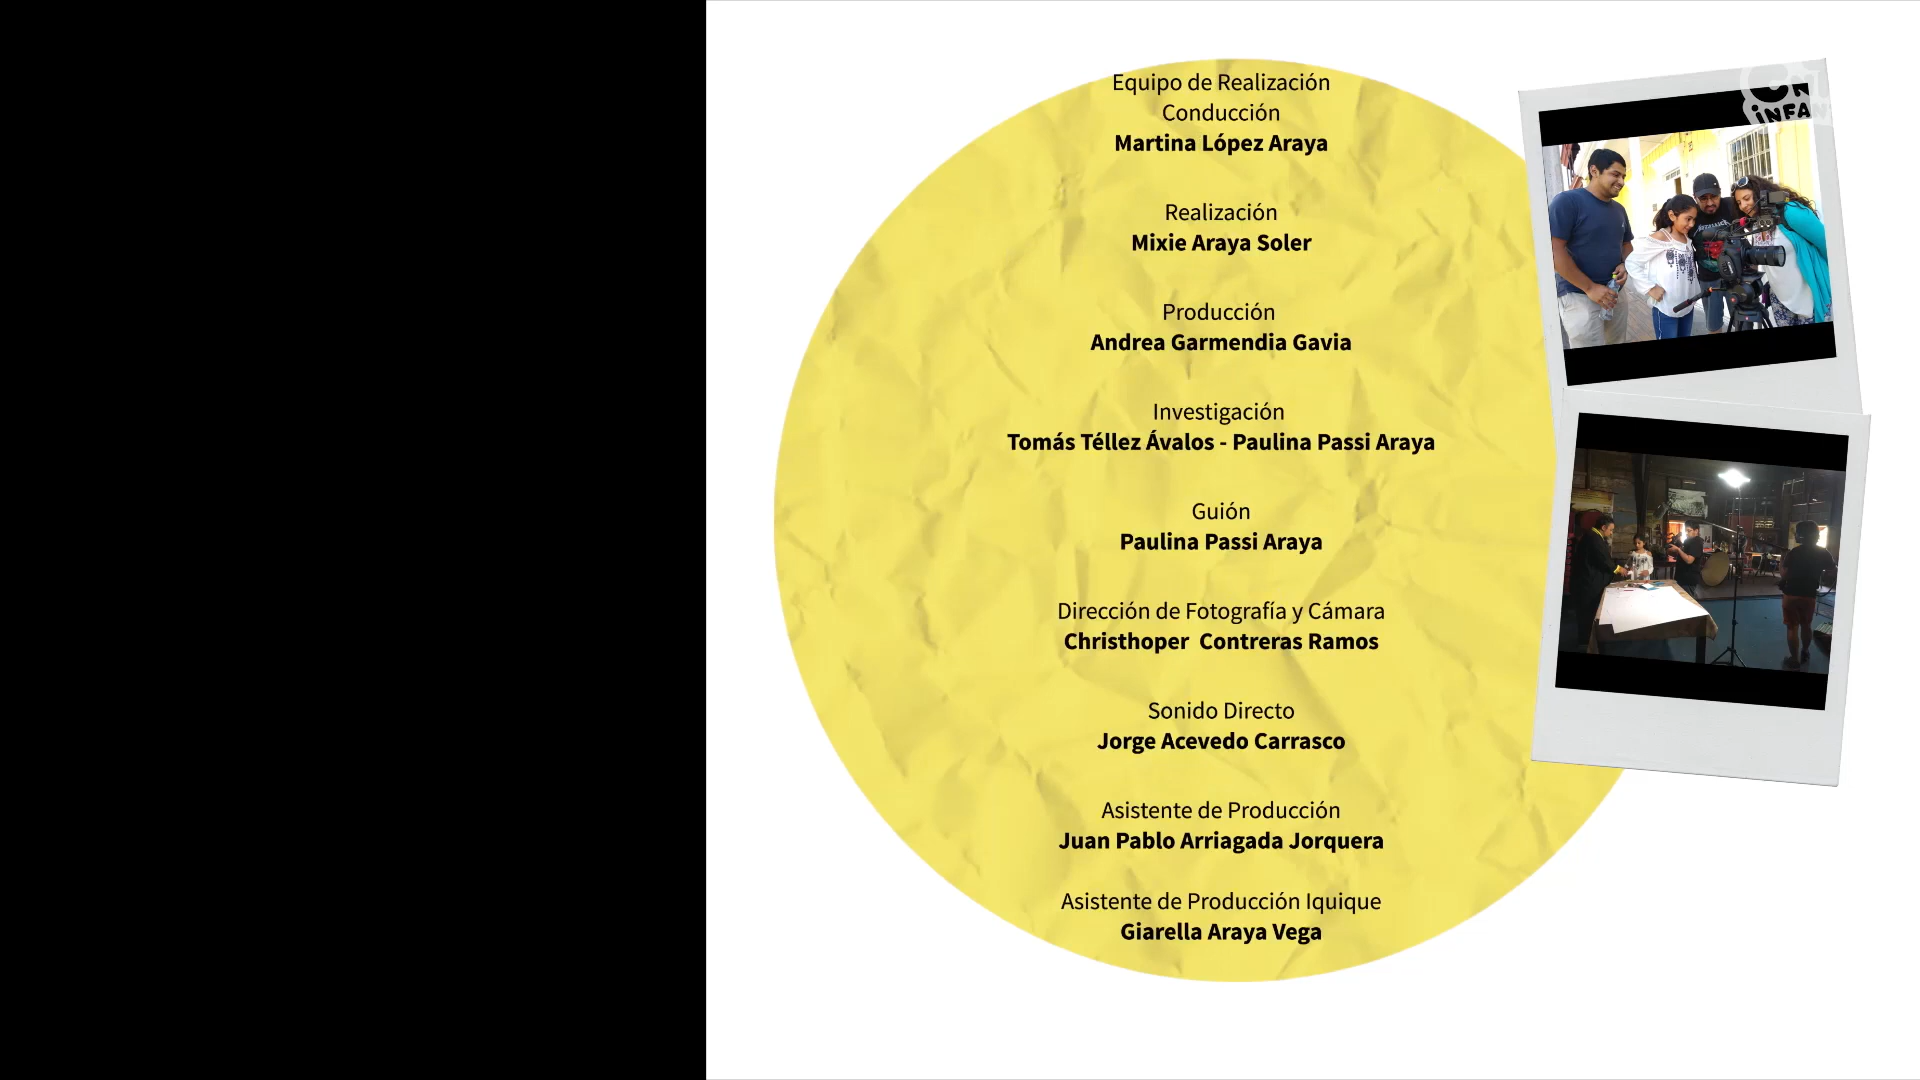 Equipo de Realización
Conducción
Martina López Araya
Realización
Mixie Araya Soler
Producción
Andrea Garmendia Gavia
Investigación
Tomás Téllez Ávalos - Paulina Passi Araya
Guión
Paulina Passi Araya
Dirección de Fotografía y Cámara
Christhoper  Contreras Ramos
Sonido Directo
Jorge Acevedo Carrasco
Asistente de Producción
Juan Pablo Arriagada Jorquera
Asistente de Producción Iquique
Giarella Araya Vega